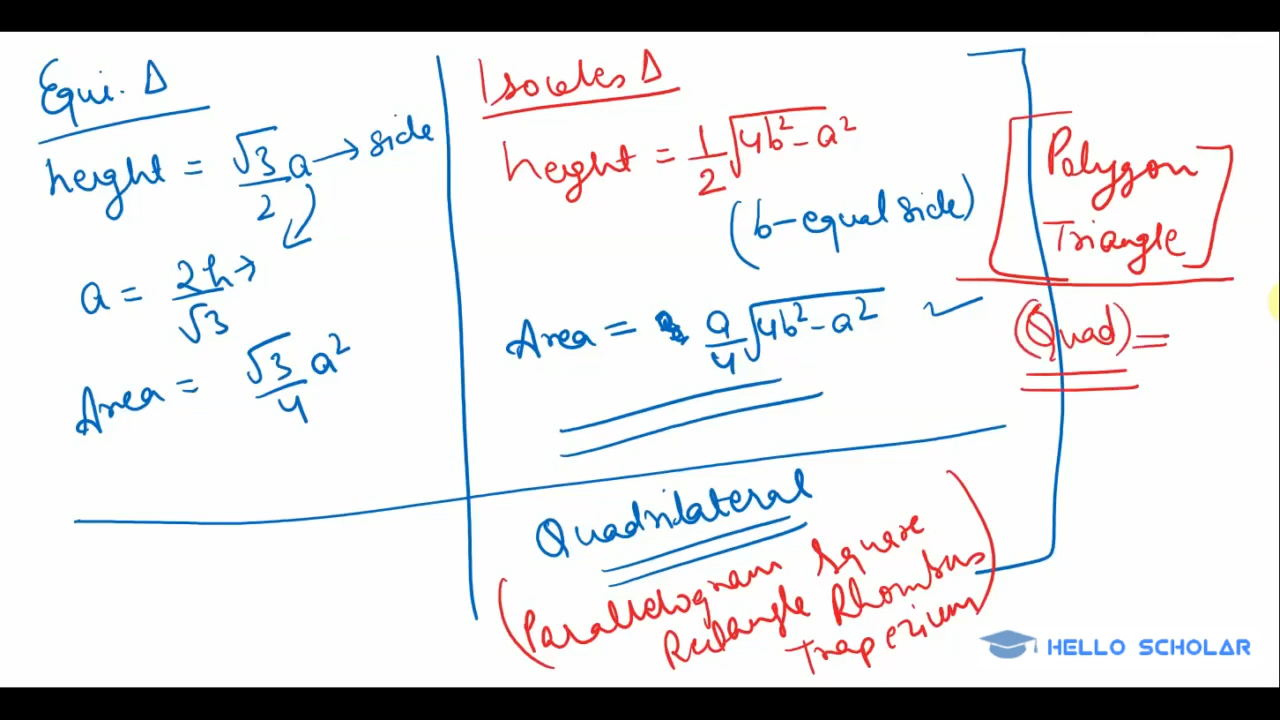 Equi. Δ
height = √3/2 a → side
a = 2h/√3 →
Area = √3/4 a²
Isoceles Δ
height = 1/2 √4b² - a²
(b - equal side)
Area = a/4 √4b² - a²
Quadrilateral
(Parallelogram Square
Rectangle Rhombus
Trapezium)
[Polygon
Triangle]
(Quad) =
HELLO SCHOLAR